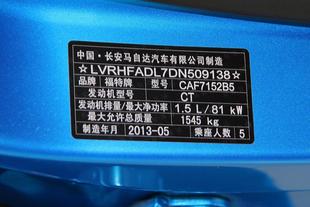 中国·长安马自达汽车有限公司制造
☆LVRHFADL7DN509138☆
品牌 福特牌 型号 CAF7152B5
发动机型号 CT
发动机排量/最大净功率 1.5 L/81 kW
最大允许总质量 1545 kg
制造年月 2013-05 乘座人数 5